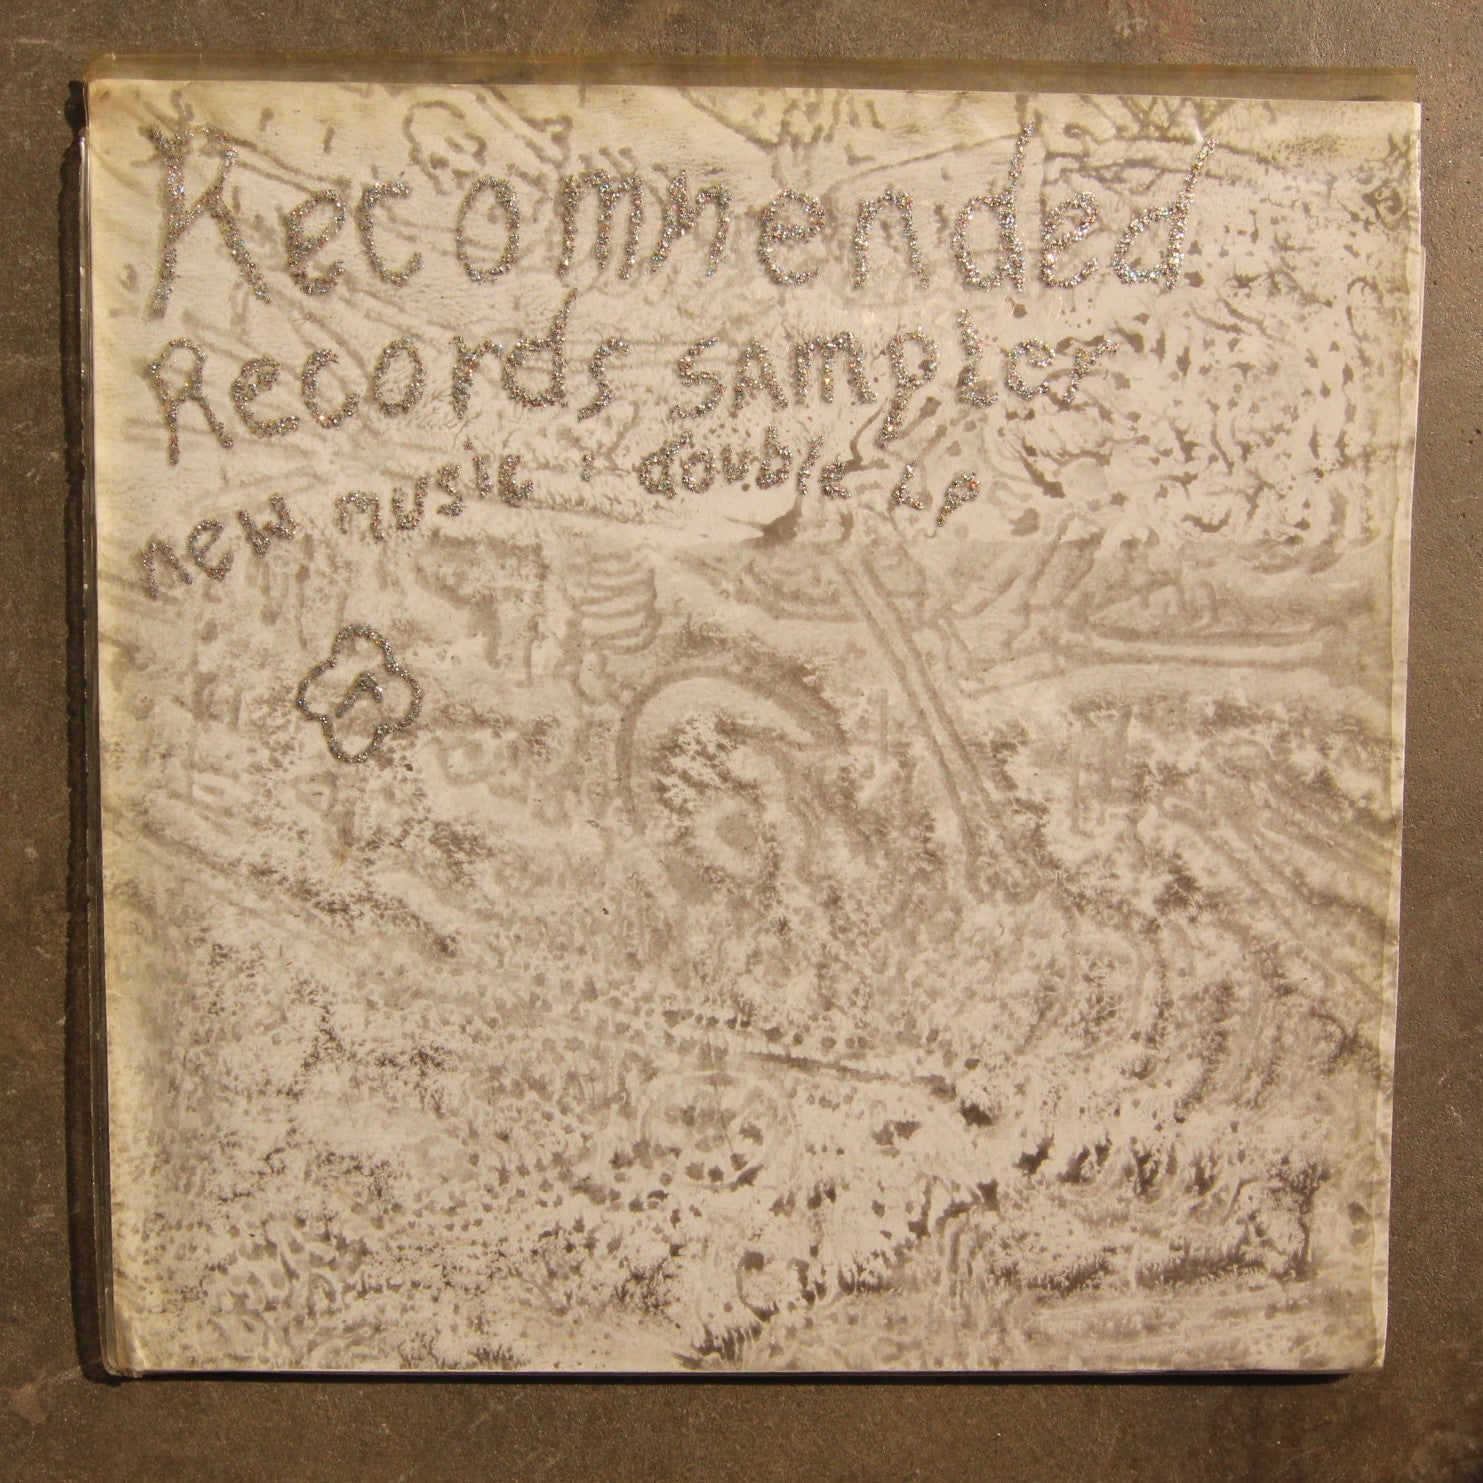 Recommended
Records sampler
new music : double LP